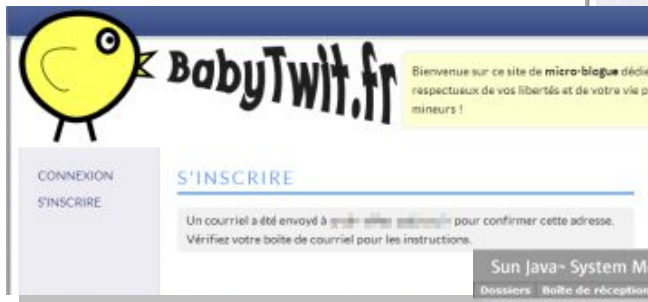 BabyTwit.fr
Bienvenue sur ce site de micro-blogue dédié
respectueux de vos libertés et de votre vie p
mineurs !
CONNEXION
S'INSCRIRE
S'INSCRIRE
Un courriel a été envoyé à pour confirmer cette adresse.
Vérifiez votre boîte de courriel pour les instructions.
Sun Java™ System M
Dossiers Boîte de réception